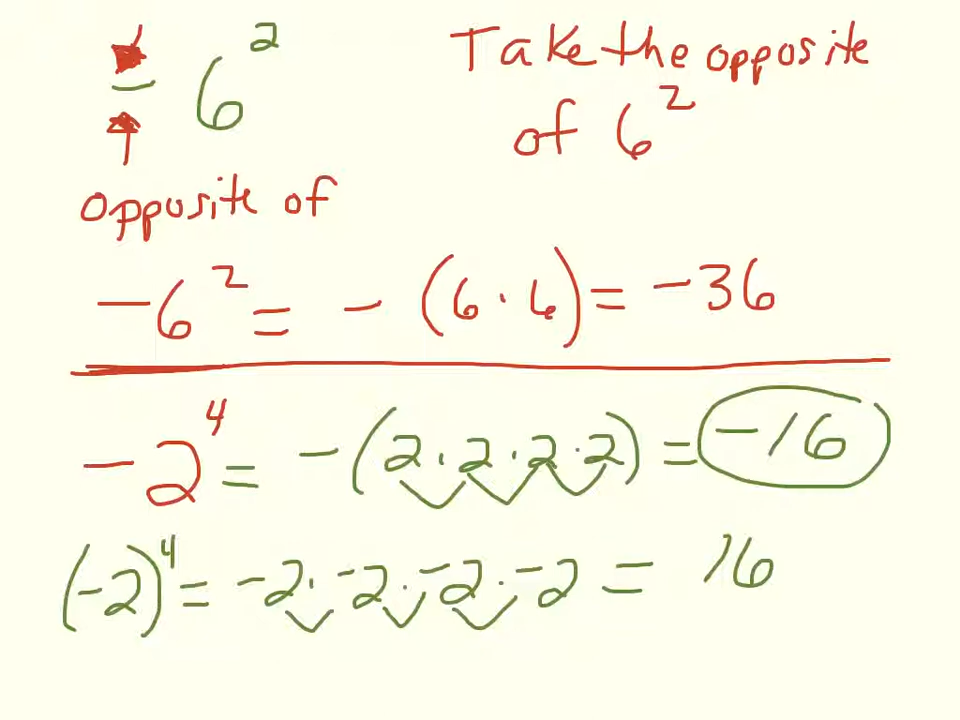 - 6²
Take the opposite
of 6²
opposite of
-6² = - (6 · 6) = -36
-2⁴ = - (2 · 2 · 2 · 2) = -16
(-2)⁴ = -2 · -2 · -2 · -2 = 16